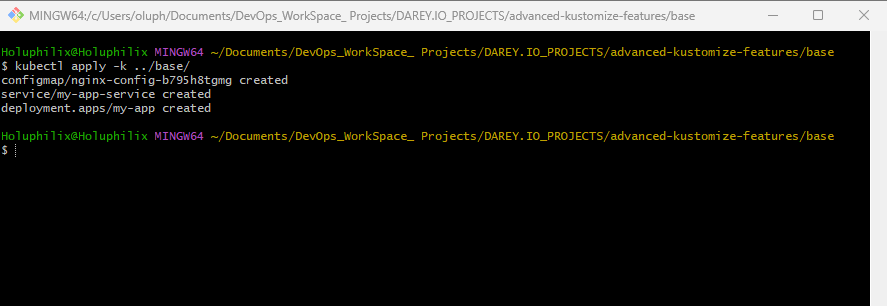 MINGW64:/c/Users/oluph/Documents/DevOps_WorkSpace_ Projects/DAREY.IO_PROJECTS/advanced-kustomize-features/base
Holuphilix@Holuphilix MINGW64 ~/Documents/DevOps_WorkSpace_ Projects/DAREY.IO_PROJECTS/advanced-kustomize-features/base
$ kubectl apply -k ../base/
configmap/nginx-config-b795h8tgmg created
service/my-app-service created
deployment.apps/my-app created
Holuphilix@Holuphilix MINGW64 ~/Documents/DevOps_WorkSpace_ Projects/DAREY.IO_PROJECTS/advanced-kustomize-features/base
$